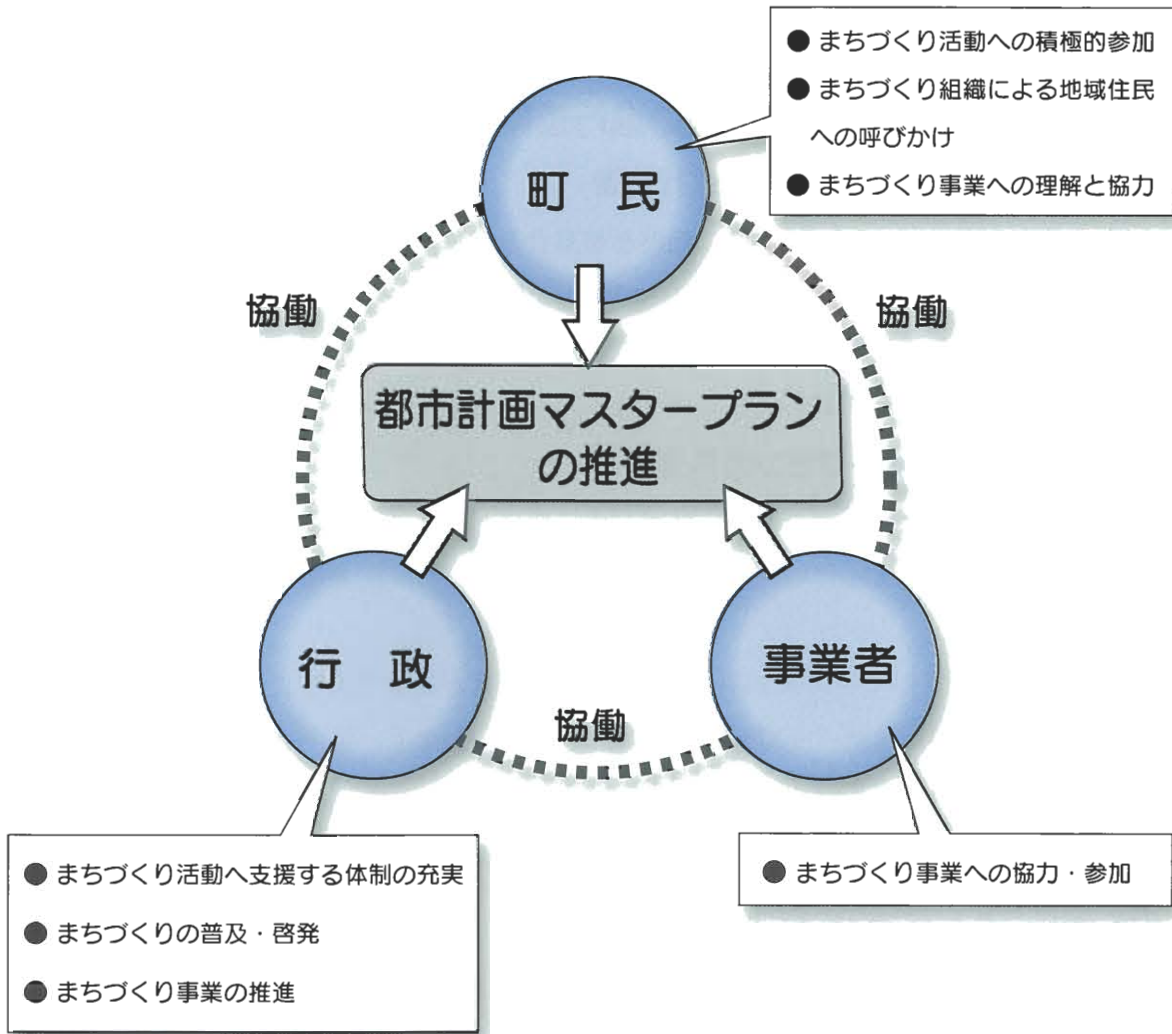 ● まちづくり活動への積極的参加
● まちづくり組織による地域住民
への呼びかけ
● まちづくり事業への理解と協力
町　民
協働
協働
都市計画マスタープラン
の推進
行　政
事業者
協働
● まちづくり活動へ支援する体制の充実
● まちづくりの普及・啓発
● まちづくり事業の推進
● まちづくり事業への協力・参加